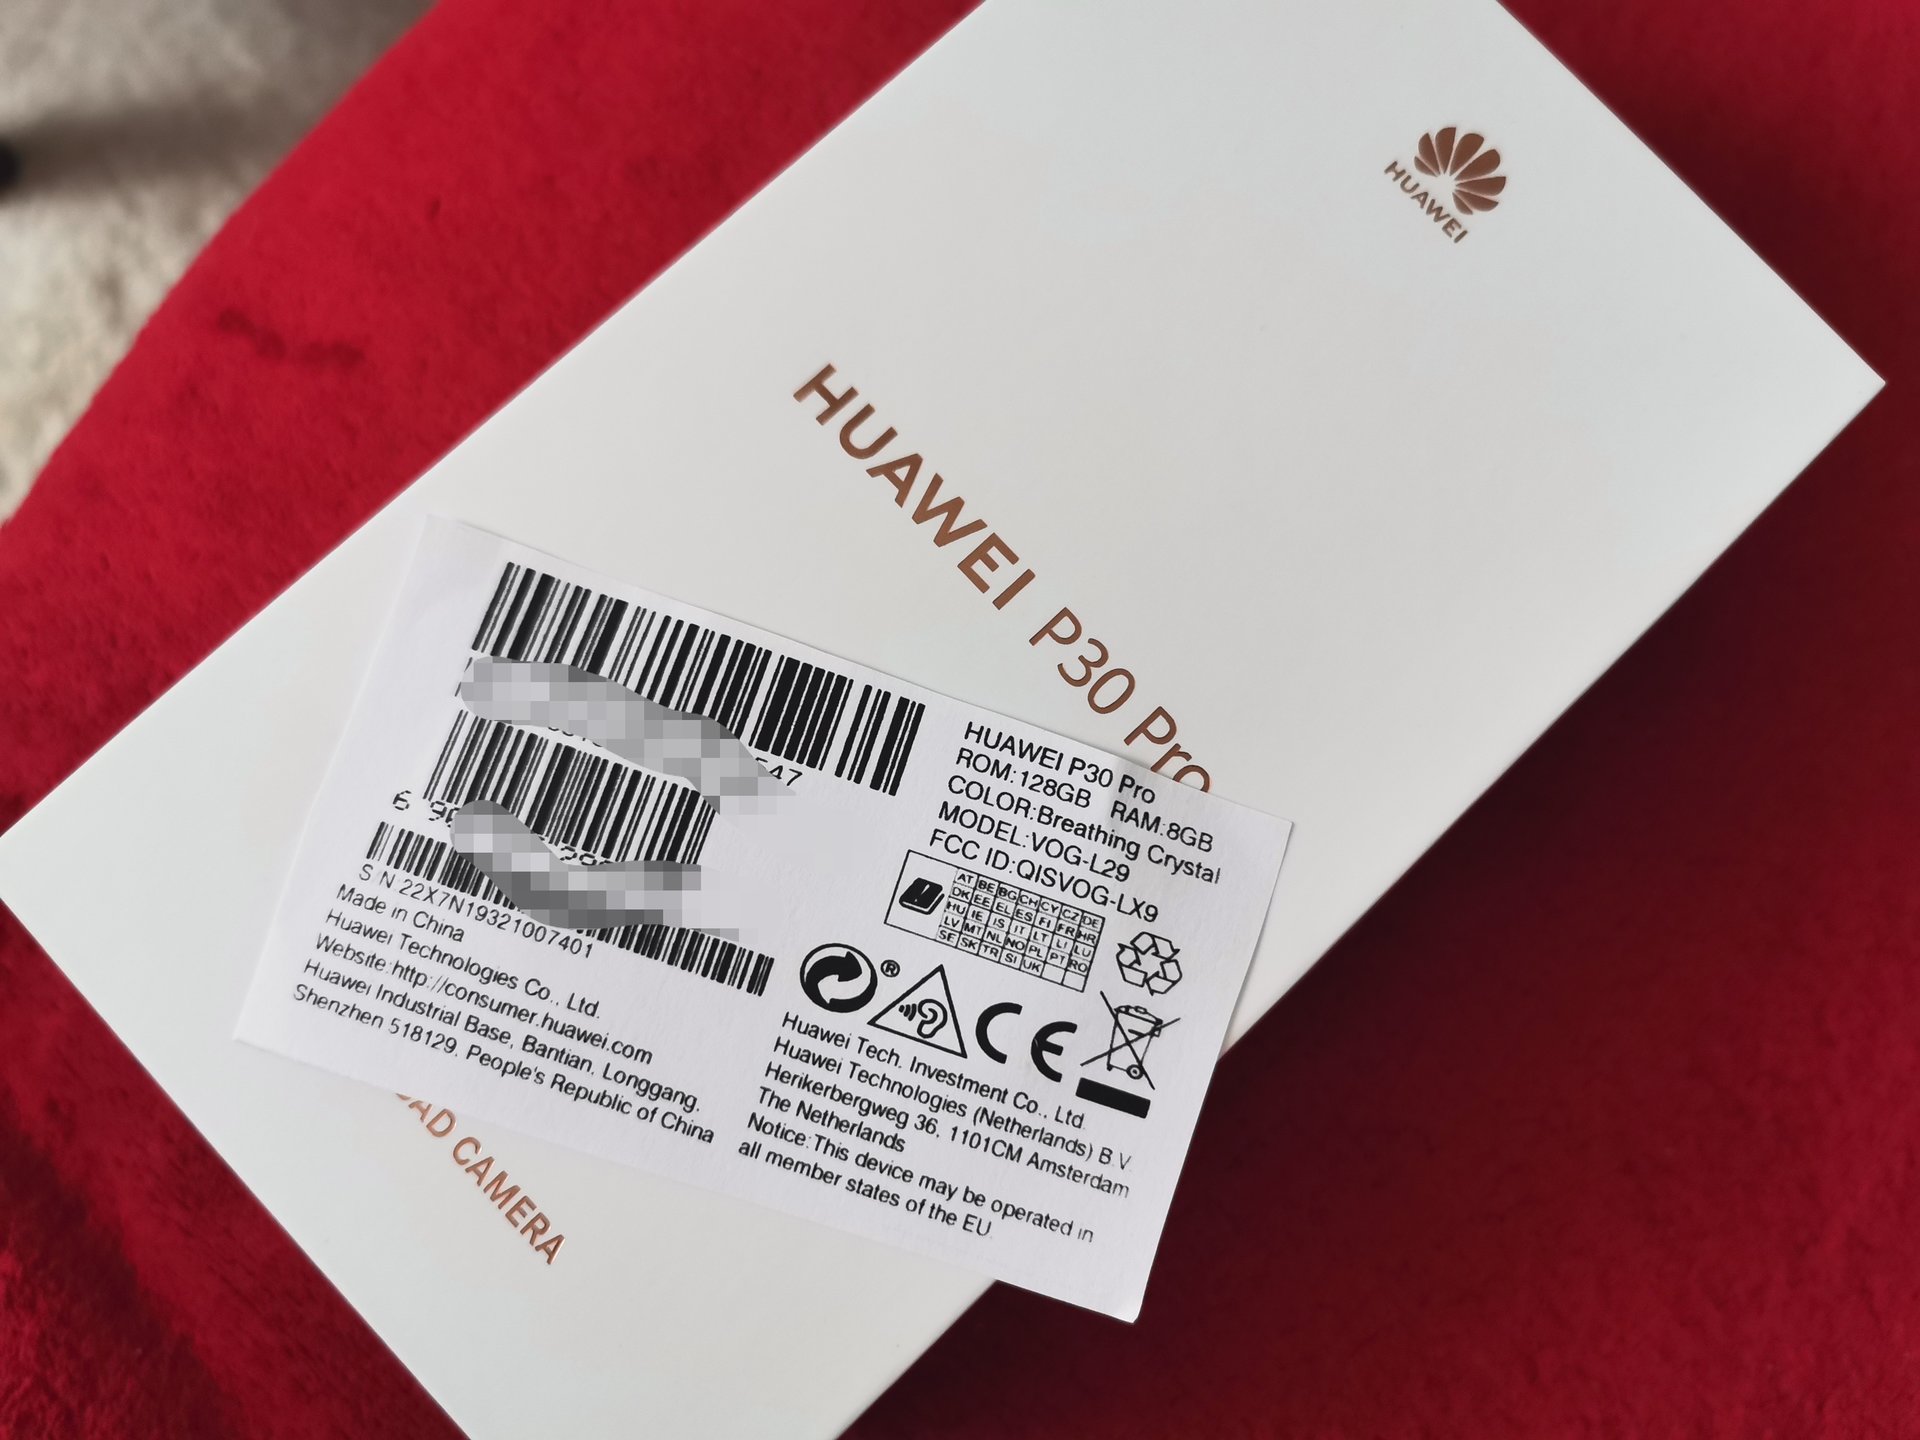 HUAWEI
HUAWEI P30 Pro
547
6
S/N:22X7N19321007401
Made in China
Huawei Technologies Co., Ltd.
Website:http://consumer.huawei.com
Huawei Industrial Base, Bantian, Longgang,
Shenzhen 518129, People's Republic of China
HUAWEI P30 Pro
ROM:128GB RAM:8GB
COLOR:Breathing Crystal
MODEL:VOG-L29
FCC ID:QISVOG-LX9
AT BE BG CH CY CZ DE
DK EE EL ES FI FR HR
HU IE IS IT LT LI LU
LV MT NL NO PL PT RO
SE SK TR SI UK
®
CE
Huawei Tech. Investment Co., Ltd.
Huawei Technologies (Netherlands) B.V
Herikerbergweg 36, 1101CM Amsterdam
The Netherlands
Notice:This device may be operated in
all member states of the EU.
CAMERA